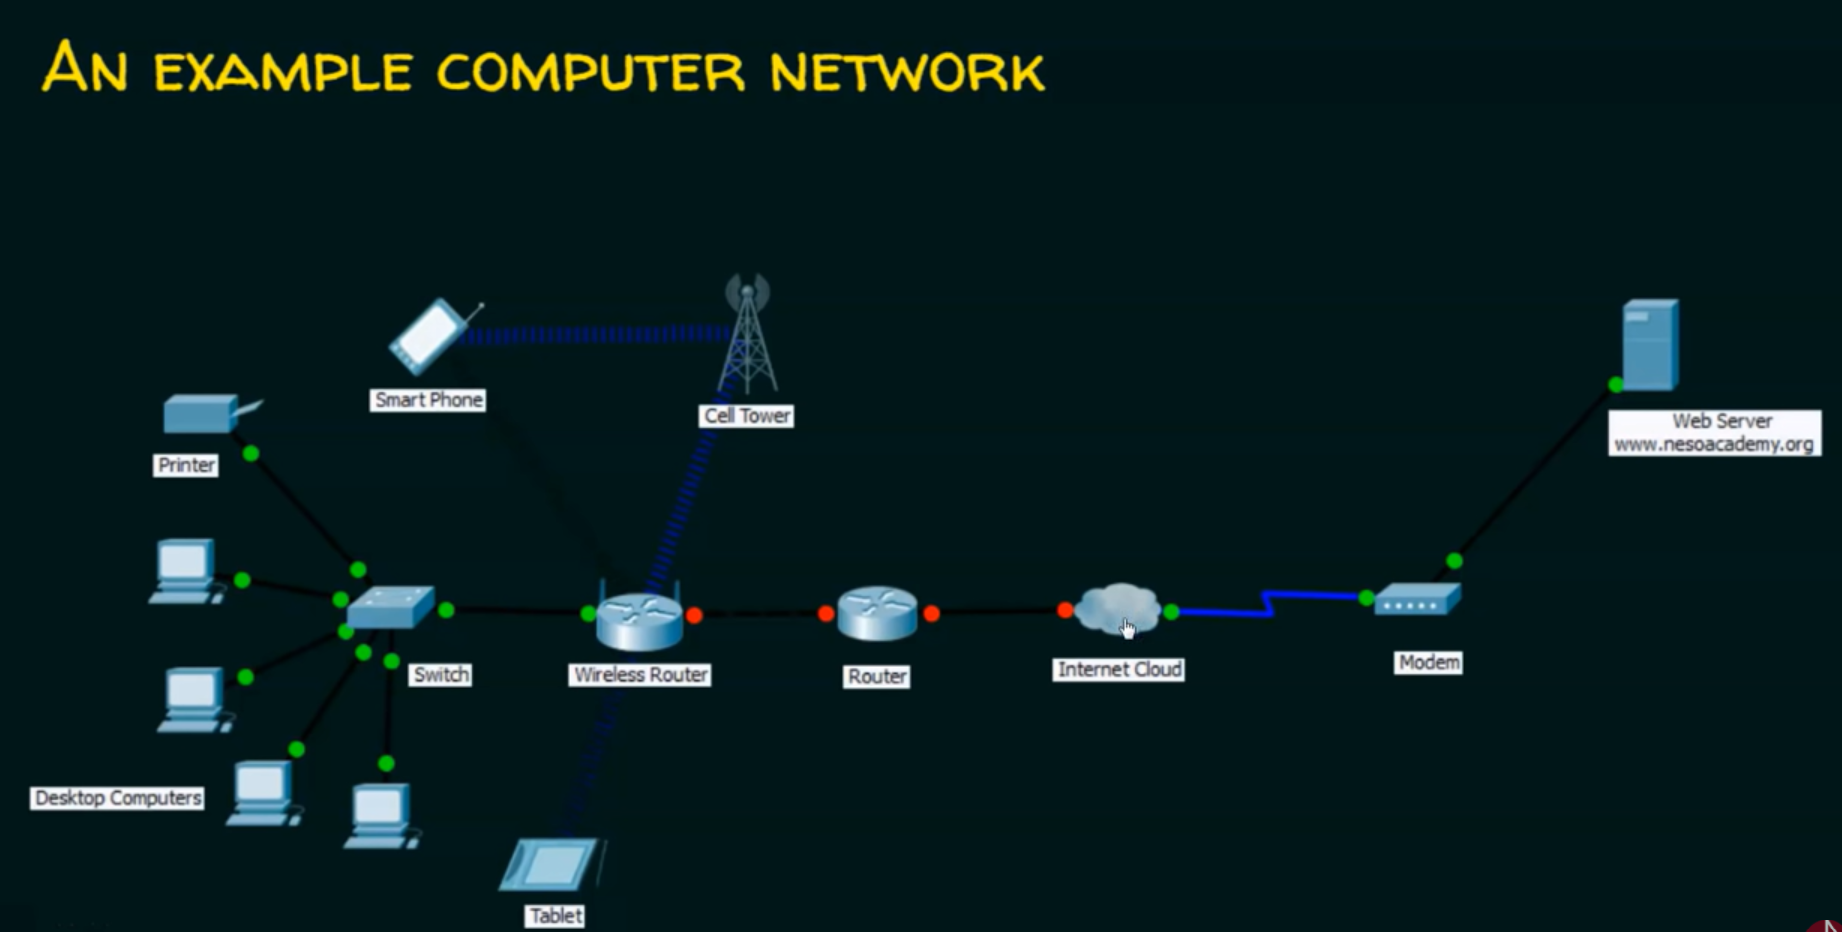 AN EXAMPLE COMPUTER NETWORK
Smart Phone
Cell Tower
Web Server
www.nesoacademy.org
Printer
Switch
Wireless Router
Router
Internet Cloud
Modem
Desktop Computers
Tablet
N